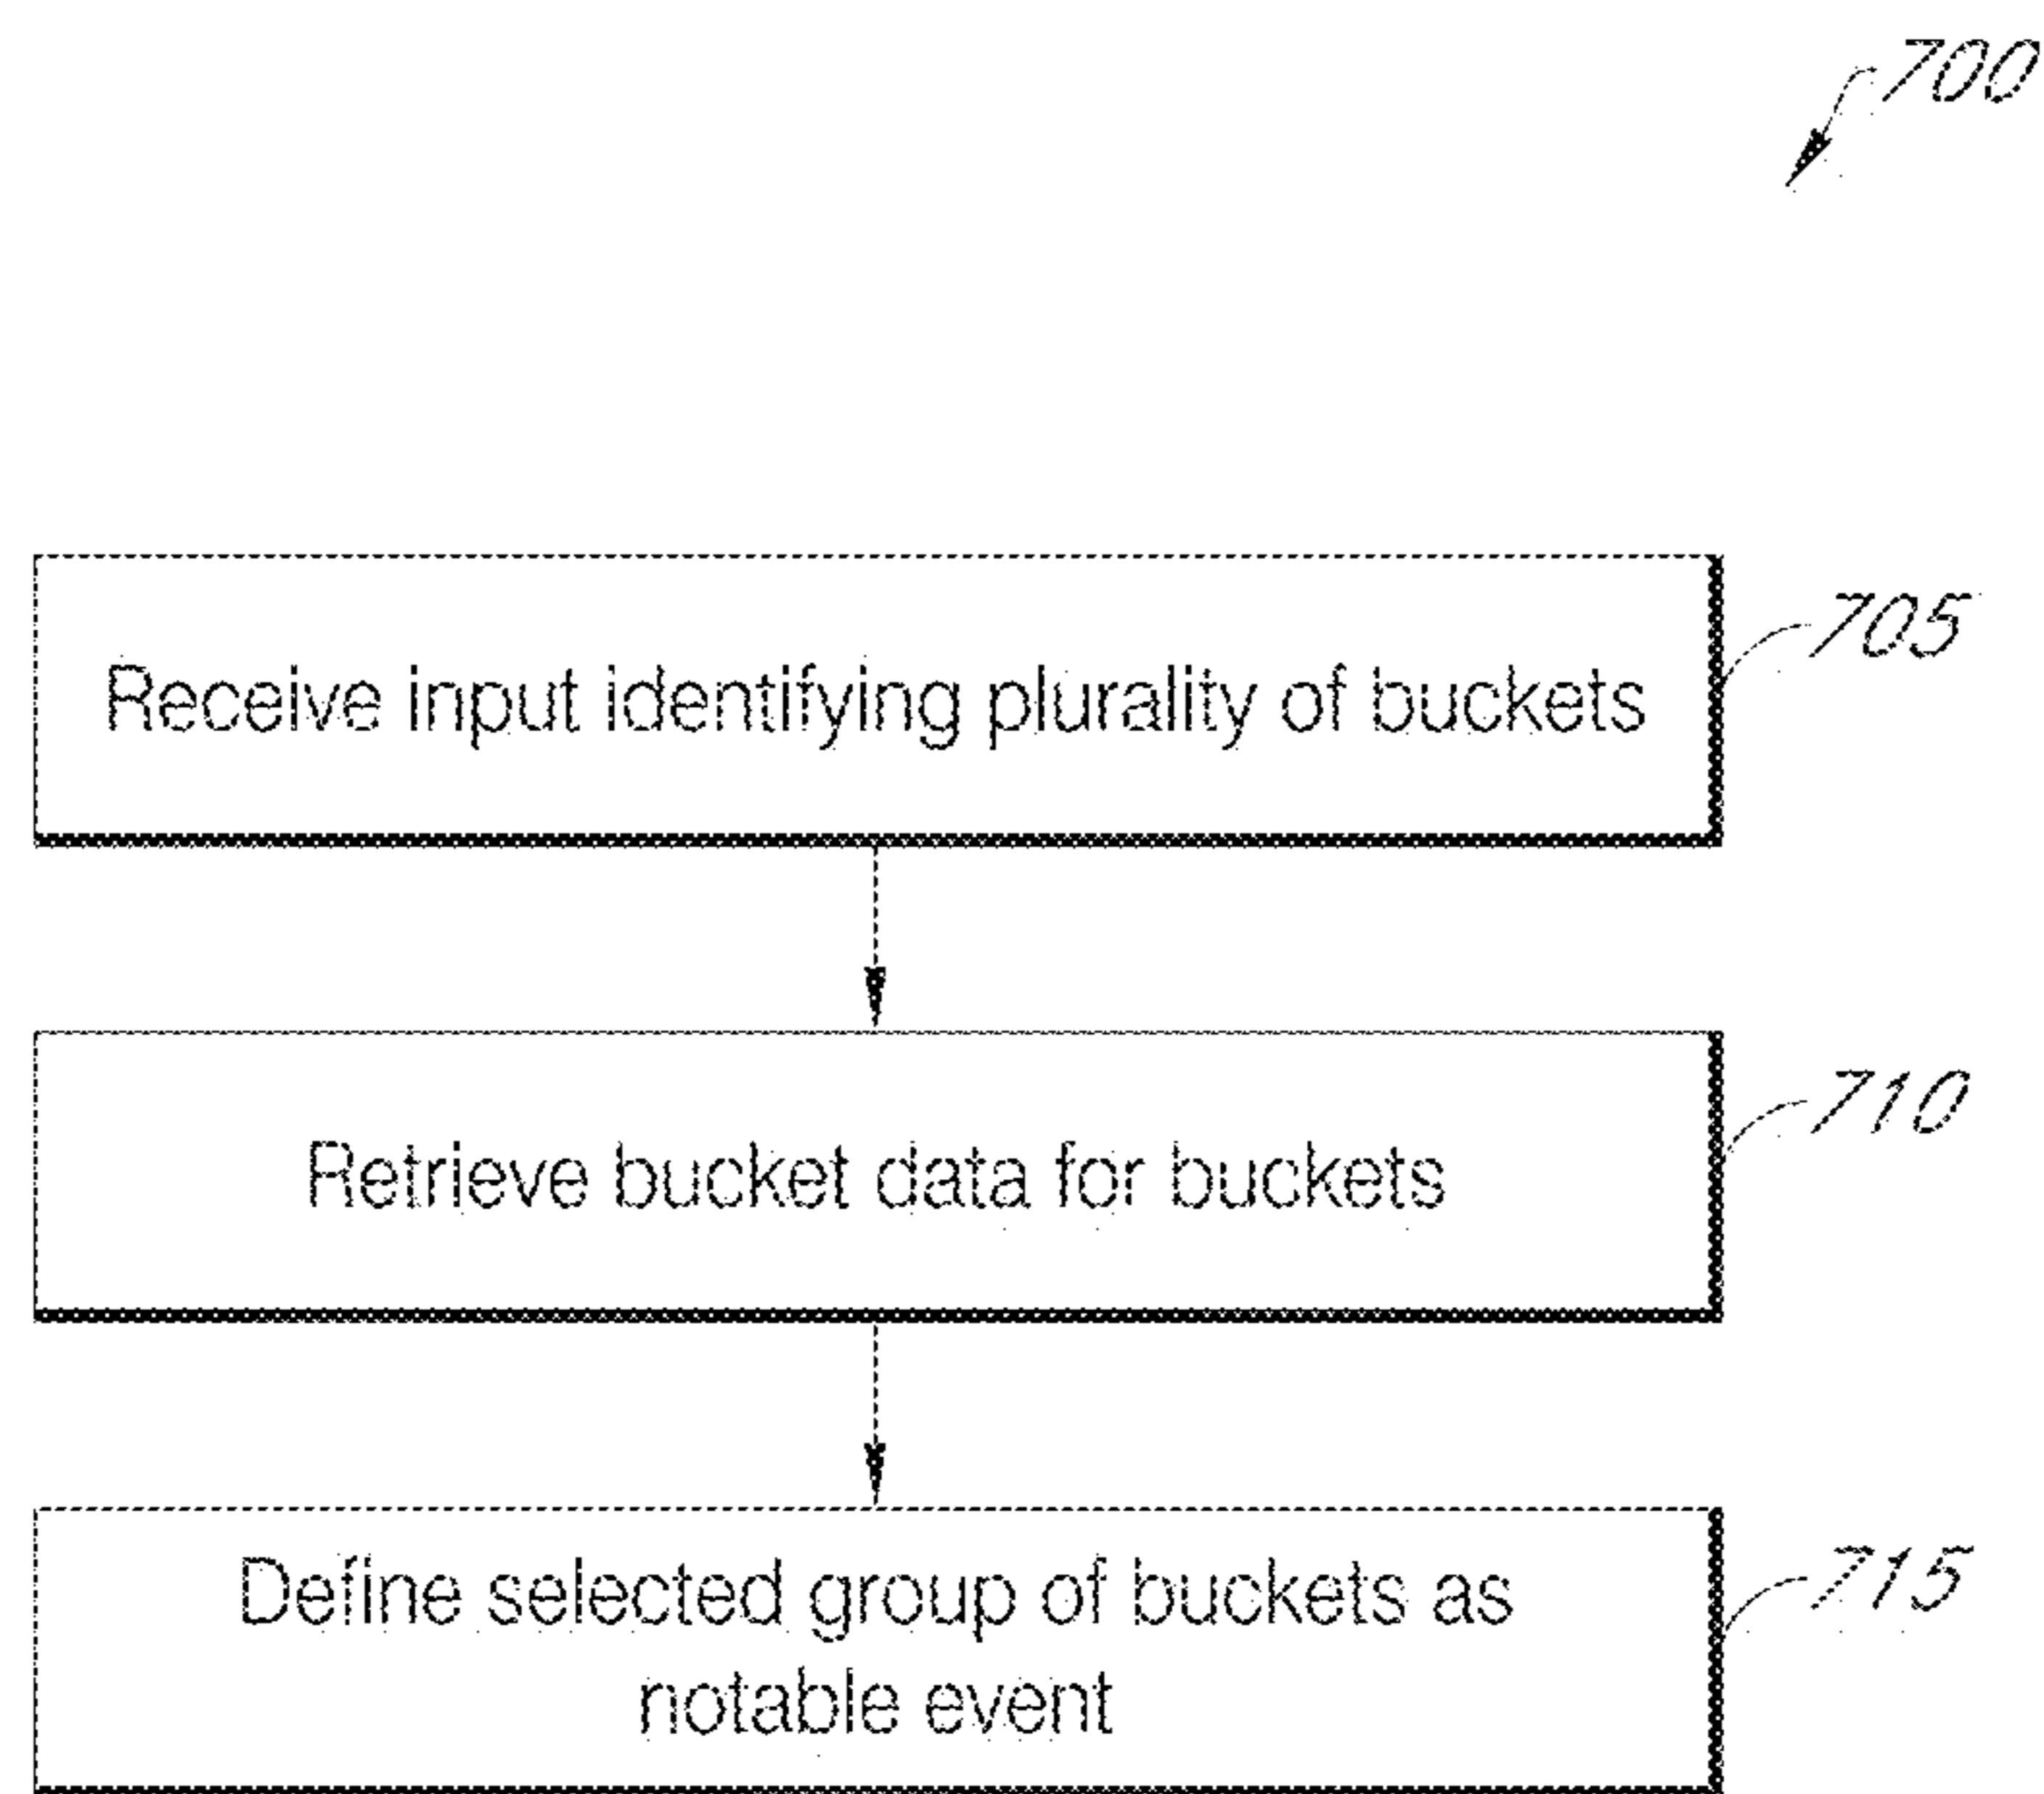 700
Receive input identifying plurality of buckets
705
Retrieve bucket data for buckets
710
Define selected group of buckets as
notable event
715